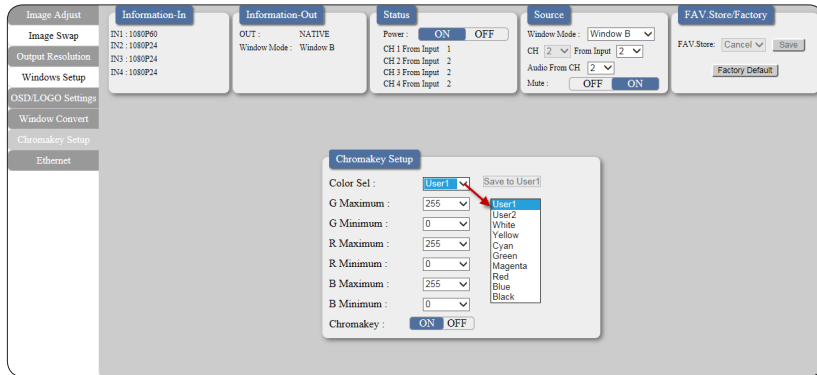 Image Adjust
Image Swap
Output Resolution
Windows Setup
OSD/LOGO Settings
Window Convert
Chromakey Setup
Ethernet
Information-In
IN1 : 1080P60
IN2 : 1080P24
IN3 : 1080P24
IN4 : 1080P24
Information-Out
OUT : NATIVE
Window Mode : Window B
Status
Power : ON OFF
CH 1 From Input 1
CH 2 From Input 2
CH 3 From Input 2
CH 4 From Input 2
Source
Window Mode : Window B
CH 2 From Input 2
Audio From CH 2
Mute : OFF ON
FAV.Store/Factory
FAV.Store: Cancel Save
Factory Default
Chromakey Setup
Color Sel : User1 Save to User1
G Maximum : 255
G Minimum : 0
R Maximum : 255
R Minimum : 0
B Maximum : 255
B Minimum : 0
Chromakey : ON OFF
User1
User2
White
Yellow
Cyan
Green
Magenta
Red
Blue
Black